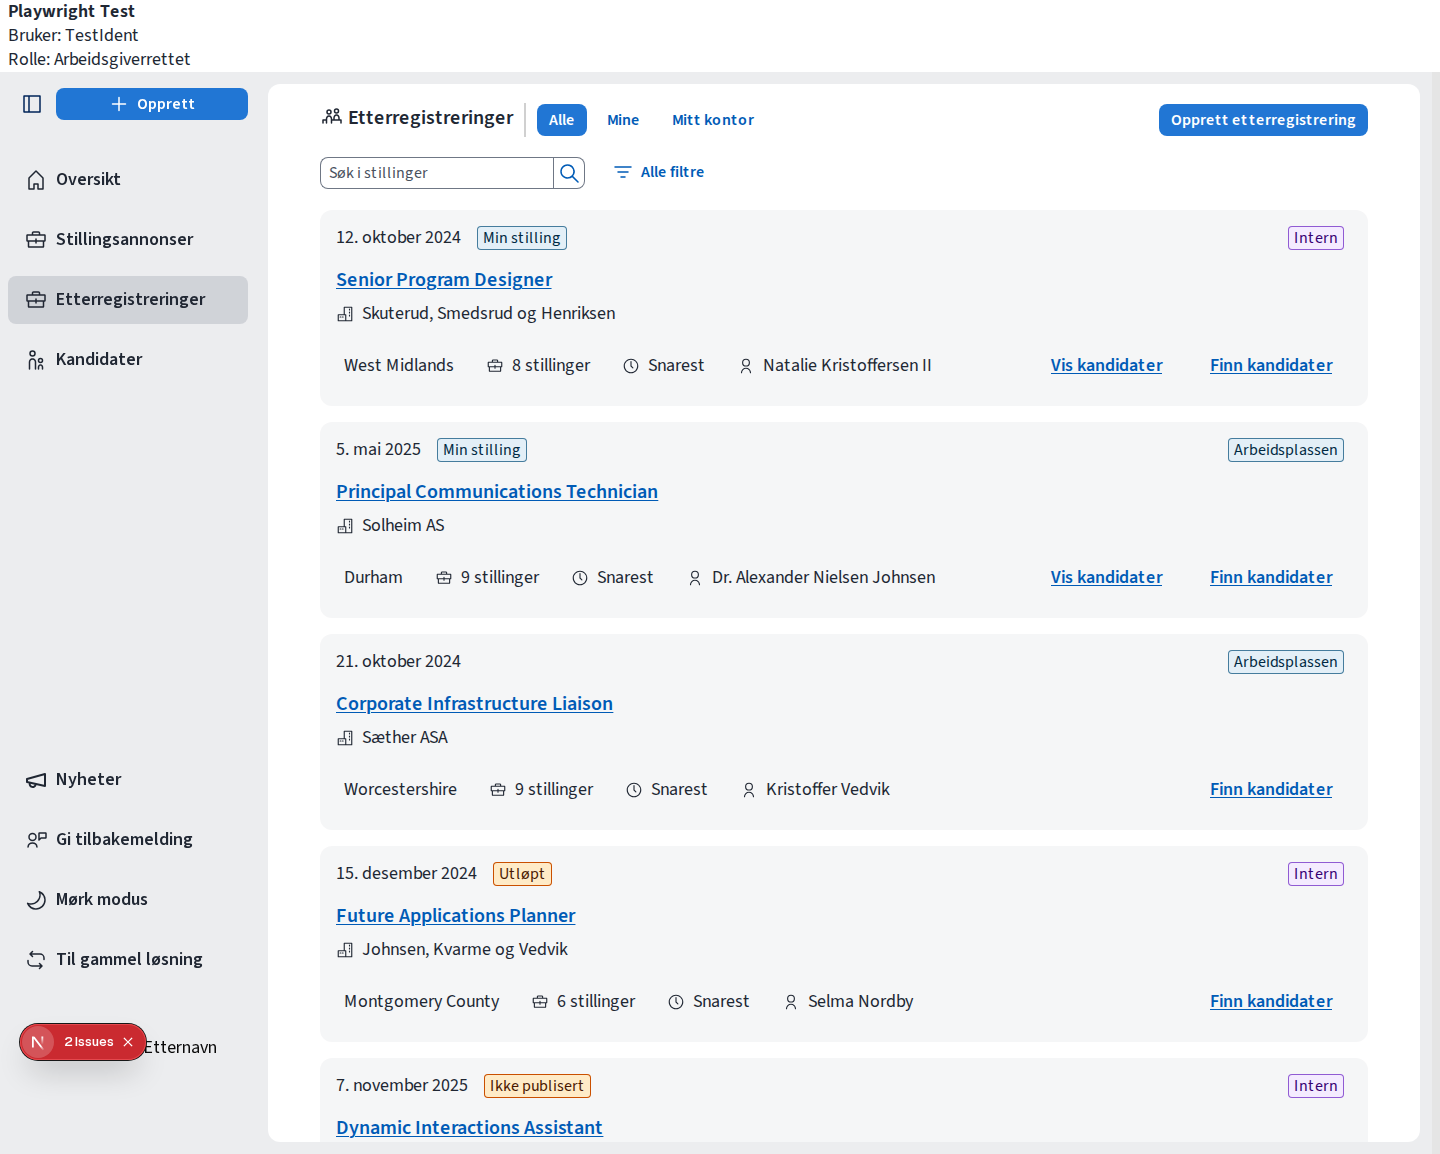 Playwright Test
Bruker: TestIdent
Rolle: Arbeidsgiverrettet
Opprett
Oversikt
Stillingsannonser
Etterregistreringer
Kandidater
Nyheter
Gi tilbakemelding
Mørk modus
Til gammel løsning
2 Issues
Etternavn
Etterregistreringer
Alle
Mine
Mitt kontor
Opprett etterregistrering
Søk i stillinger
Alle filtre
12. oktober 2024 Min stilling Intern
Senior Program Designer
Skuterud, Smedsrud og Henriksen
West Midlands 8 stillinger Snarest Natalie Kristoffersen II Vis kandidater Finn kandidater
5. mai 2025 Min stilling Arbeidsplassen
Principal Communications Technician
Solheim AS
Durham 9 stillinger Snarest Dr. Alexander Nielsen Johnsen Vis kandidater Finn kandidater
21. oktober 2024 Arbeidsplassen
Corporate Infrastructure Liaison
Sæther ASA
Worcestershire 9 stillinger Snarest Kristoffer Vedvik Finn kandidater
15. desember 2024 Utløpt Intern
Future Applications Planner
Johnsen, Kvarme og Vedvik
Montgomery County 6 stillinger Snarest Selma Nordby Finn kandidater
7. november 2025 Ikke publisert Intern
Dynamic Interactions Assistant